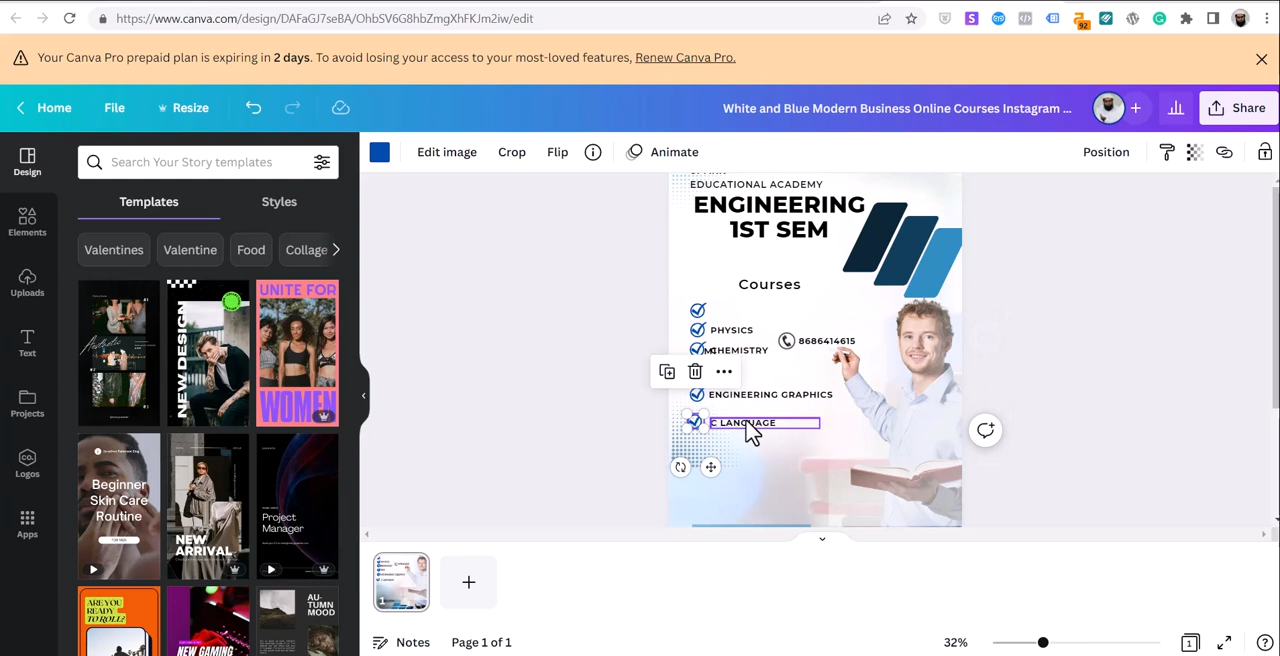 https://www.canva.com/design/DAFaGJ7seBA/OhbSV6G8hbZmgXhFKJm2iw/edit
S
92
Your Canva Pro prepaid plan is expiring in 2 days. To avoid losing your access to your most-loved features, Renew Canva Pro.
Home File Resize
White and Blue Modern Business Online Courses Instagram ...
Share
Design
Elements
Uploads
Text
Projects
Logos
Apps
Search Your Story templates
Templates Styles
Valentines Valentine Food Collage
Aesthetic
NEW DESIGN
UNITE FOR
WOMEN
Beginner
Skin Care
Routine
NEW
ARRIVAL
Project
Manager
ARE YOU
READY
TO ROLL?
NEW GAMING
AU-
TUMN
MOOD
Edit image Crop Flip Animate Position
EDUCATIONAL ACADEMY
ENGINEERING
1ST SEM
Courses
PHYSICS
CHEMISTRY
8686414615
ENGINEERING GRAPHICS
C LANGUAGE
1
Notes Page 1 of 1
32%
1